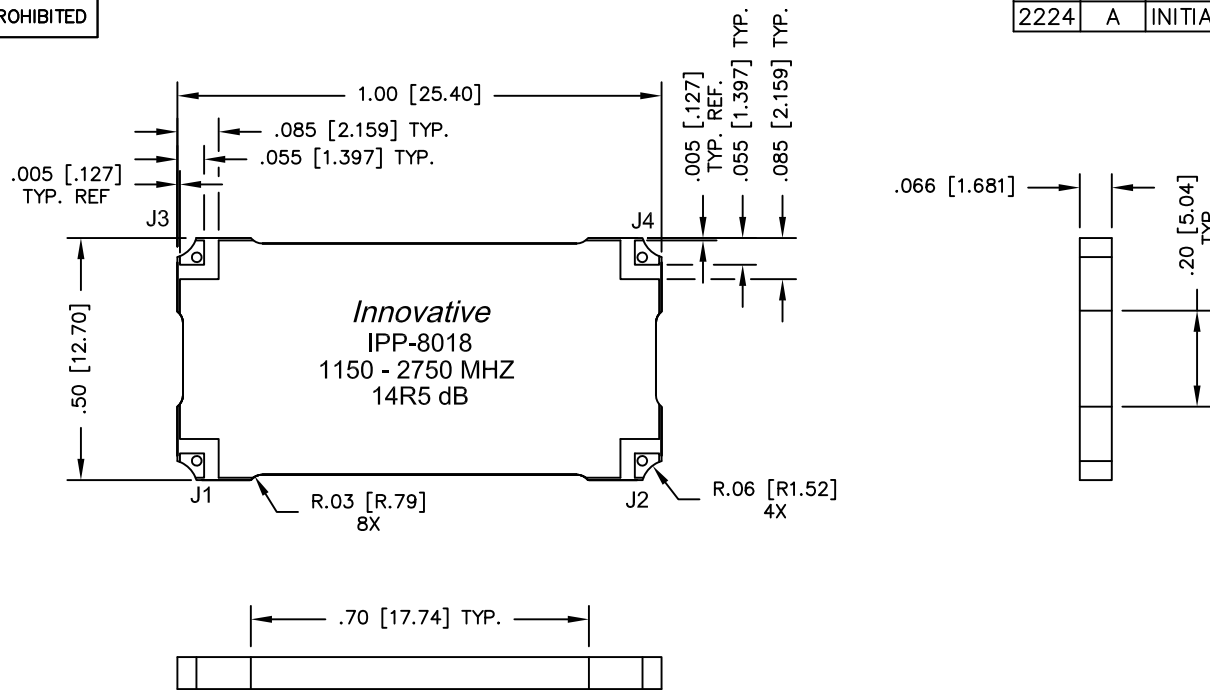 ROHIBITED
2224 A INITIA
1.00 [25.40]
.085 [2.159] TYP.
.055 [1.397] TYP.
.005 [.127]
TYP. REF
.005 [.127]
TYP. REF.
.055 [1.397] TYP.
.085 [2.159] TYP.
.066 [1.681]
.20 [5.04]
TYP
J3
J4
.50 [12.70]
Innovative
IPP-8018
1150 - 2750 MHZ
14R5 dB
J1
J2
R.03 [R.79]
8X
R.06 [R1.52]
4X
.70 [17.74] TYP.